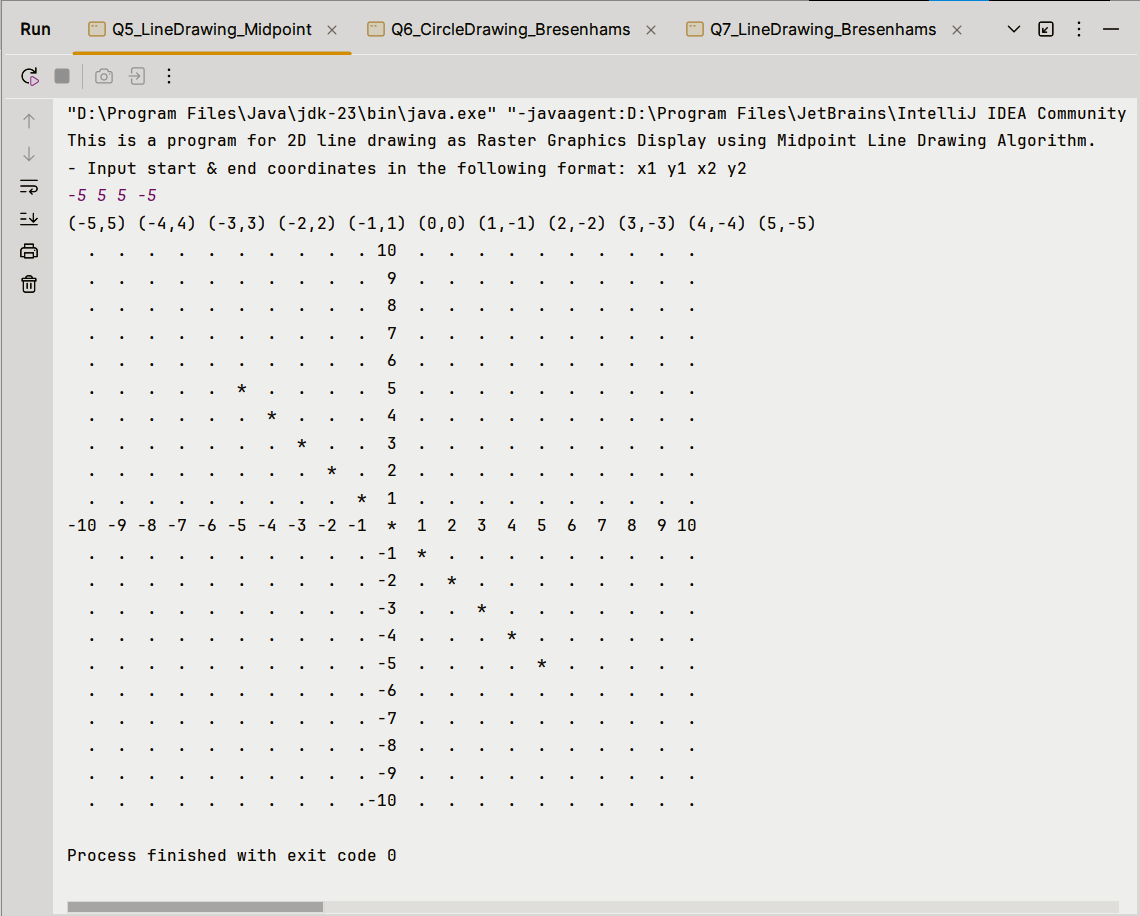 Run Q5_LineDrawing_Midpoint Q6_CircleDrawing_Bresenhams Q7_LineDrawing_Bresenhams
"D:\Program Files\Java\jdk-23\bin\java.exe" "-javaagent:D:\Program Files\JetBrains\IntelliJ IDEA Community
This is a program for 2D line drawing as Raster Graphics Display using Midpoint Line Drawing Algorithm.
- Input start & end coordinates in the following format: x1 y1 x2 y2
-5 5 5 -5
(-5,5) (-4,4) (-3,3) (-2,2) (-1,1) (0,0) (1,-1) (2,-2) (3,-3) (4,-4) (5,-5)
  .  .  .  .  .  .  .  .  .  . 10  .  .  .  .  .  .  .  .  .  .
  .  .  .  .  .  .  .  .  .  .  9  .  .  .  .  .  .  .  .  .  .
  .  .  .  .  .  .  .  .  .  .  8  .  .  .  .  .  .  .  .  .  .
  .  .  .  .  .  .  .  .  .  .  7  .  .  .  .  .  .  .  .  .  .
  .  .  .  .  .  .  .  .  .  .  6  .  .  .  .  .  .  .  .  .  .
  .  .  .  .  .  *  .  .  .  .  5  .  .  .  .  .  .  .  .  .  .
  .  .  .  .  .  .  *  .  .  .  4  .  .  .  .  .  .  .  .  .  .
  .  .  .  .  .  .  .  *  .  .  3  .  .  .  .  .  .  .  .  .  .
  .  .  .  .  .  .  .  .  *  .  2  .  .  .  .  .  .  .  .  .  .
  .  .  .  .  .  .  .  .  .  *  1  .  .  .  .  .  .  .  .  .  .
-10 -9 -8 -7 -6 -5 -4 -3 -2 -1  *  1  2  3  4  5  6  7  8  9 10
  .  .  .  .  .  .  .  .  .  . -1  *  .  .  .  .  .  .  .  .  .
  .  .  .  .  .  .  .  .  .  . -2  .  *  .  .  .  .  .  .  .  .
  .  .  .  .  .  .  .  .  .  . -3  .  .  *  .  .  .  .  .  .  .
  .  .  .  .  .  .  .  .  .  . -4  .  .  .  *  .  .  .  .  .  .
  .  .  .  .  .  .  .  .  .  . -5  .  .  .  .  *  .  .  .  .  .
  .  .  .  .  .  .  .  .  .  . -6  .  .  .  .  .  .  .  .  .  .
  .  .  .  .  .  .  .  .  .  . -7  .  .  .  .  .  .  .  .  .  .
  .  .  .  .  .  .  .  .  .  . -8  .  .  .  .  .  .  .  .  .  .
  .  .  .  .  .  .  .  .  .  . -9  .  .  .  .  .  .  .  .  .  .
  .  .  .  .  .  .  .  .  .  .-10  .  .  .  .  .  .  .  .  .  .
Process finished with exit code 0